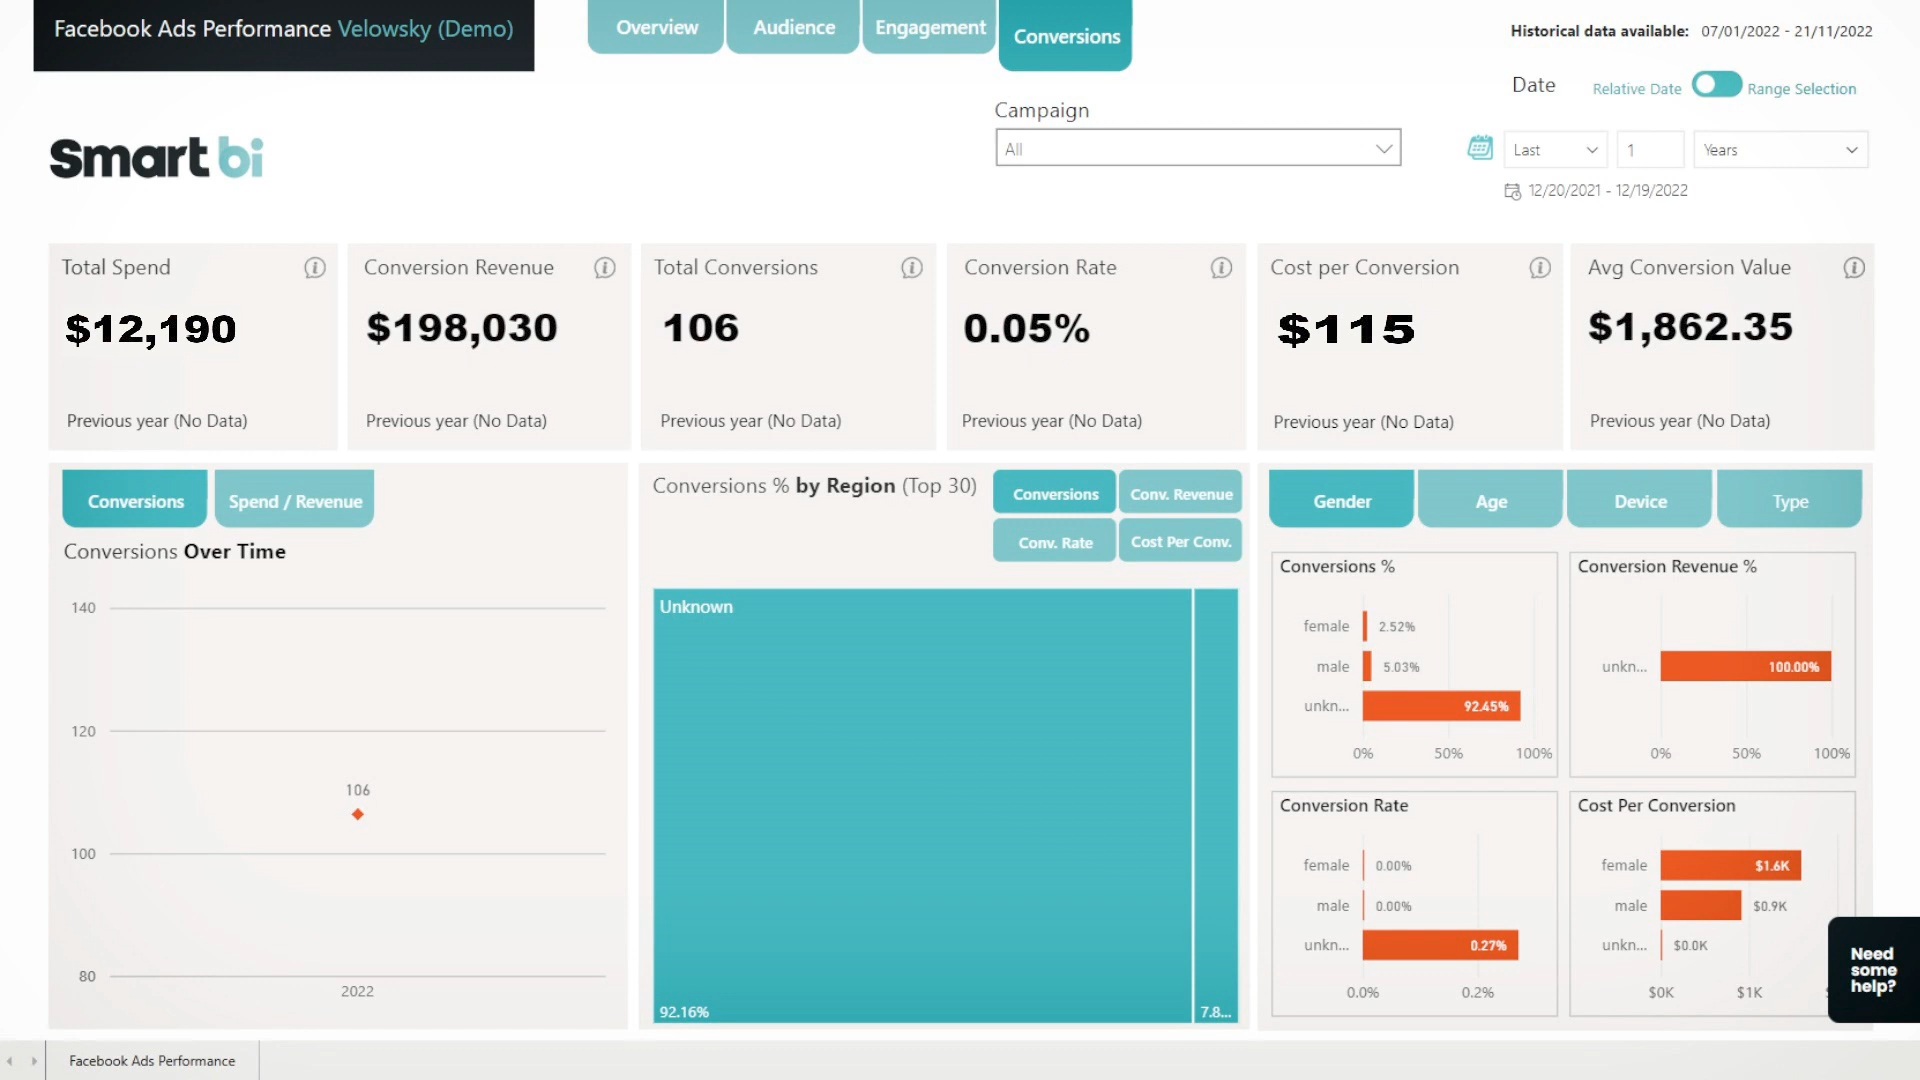 Facebook Ads Performance Velowsky (Demo)
Overview
Audience
Engagement
Conversions
Historical data available: 07/01/2022 - 21/11/2022
Date
Relative Date
Range Selection
Campaign
All
Last
1
Years
12/20/2021 - 12/19/2022
Smart bi
Total Spend
$12,190
Previous year (No Data)
Conversion Revenue
$198,030
Previous year (No Data)
Total Conversions
106
Previous year (No Data)
Conversion Rate
0.05%
Previous year (No Data)
Cost per Conversion
$115
Previous year (No Data)
Avg Conversion Value
$1,862.35
Previous year (No Data)
Conversions
Spend / Revenue
Conversions Over Time
140
120
106
100
80
2022
Conversions % by Region (Top 30)
Conversions
Conv. Revenue
Conv. Rate
Cost Per Conv.
Unknown
92.16%
7.8...
Gender
Age
Device
Type
Conversions %
female 2.52%
male 5.03%
unkn... 92.45%
0% 50% 100%
Conversion Revenue %
unkn... 100.00%
0% 50% 100%
Conversion Rate
female 0.00%
male 0.00%
unkn... 0.27%
0.0% 0.2%
Cost Per Conversion
female $1.6K
male $0.9K
unkn... $0.0K
$0K $1K
Need
some
help?
Facebook Ads Performance